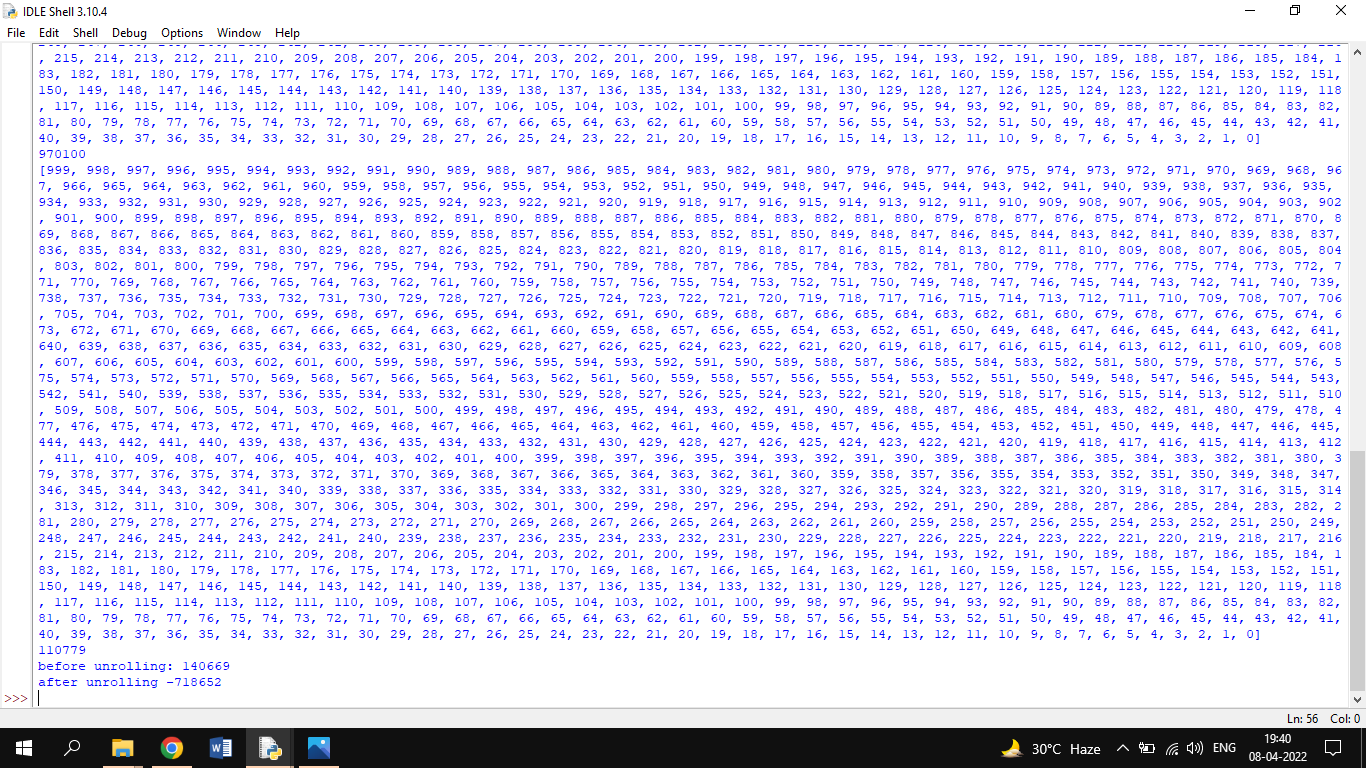 IDLE Shell 3.10.4
File Edit Shell Debug Options Window Help
, 215, 214, 213, 212, 211, 210, 209, 208, 207, 206, 205, 204, 203, 202, 201, 200, 199, 198, 197, 196, 195, 194, 193, 192, 191, 190, 189, 188, 187, 186, 185, 184, 1
83, 182, 181, 180, 179, 178, 177, 176, 175, 174, 173, 172, 171, 170, 169, 168, 167, 166, 165, 164, 163, 162, 161, 160, 159, 158, 157, 156, 155, 154, 153, 152, 151,
150, 149, 148, 147, 146, 145, 144, 143, 142, 141, 140, 139, 138, 137, 136, 135, 134, 133, 132, 131, 130, 129, 128, 127, 126, 125, 124, 123, 122, 121, 120, 119, 118
, 117, 116, 115, 114, 113, 112, 111, 110, 109, 108, 107, 106, 105, 104, 103, 102, 101, 100, 99, 98, 97, 96, 95, 94, 93, 92, 91, 90, 89, 88, 87, 86, 85, 84, 83, 82,
81, 80, 79, 78, 77, 76, 75, 74, 73, 72, 71, 70, 69, 68, 67, 66, 65, 64, 63, 62, 61, 60, 59, 58, 57, 56, 55, 54, 53, 52, 51, 50, 49, 48, 47, 46, 45, 44, 43, 42, 41,
40, 39, 38, 37, 36, 35, 34, 33, 32, 31, 30, 29, 28, 27, 26, 25, 24, 23, 22, 21, 20, 19, 18, 17, 16, 15, 14, 13, 12, 11, 10, 9, 8, 7, 6, 5, 4, 3, 2, 1, 0]
970100
[999, 998, 997, 996, 995, 994, 993, 992, 991, 990, 989, 988, 987, 986, 985, 984, 983, 982, 981, 980, 979, 978, 977, 976, 975, 974, 973, 972, 971, 970, 969, 968, 96
7, 966, 965, 964, 963, 962, 961, 960, 959, 958, 957, 956, 955, 954, 953, 952, 951, 950, 949, 948, 947, 946, 945, 944, 943, 942, 941, 940, 939, 938, 937, 936, 935,
934, 933, 932, 931, 930, 929, 928, 927, 926, 925, 924, 923, 922, 921, 920, 919, 918, 917, 916, 915, 914, 913, 912, 911, 910, 909, 908, 907, 906, 905, 904, 903, 902
, 901, 900, 899, 898, 897, 896, 895, 894, 893, 892, 891, 890, 889, 888, 887, 886, 885, 884, 883, 882, 881, 880, 879, 878, 877, 876, 875, 874, 873, 872, 871, 870, 8
69, 868, 867, 866, 865, 864, 863, 862, 861, 860, 859, 858, 857, 856, 855, 854, 853, 852, 851, 850, 849, 848, 847, 846, 845, 844, 843, 842, 841, 840, 839, 838, 837,
836, 835, 834, 833, 832, 831, 830, 829, 828, 827, 826, 825, 824, 823, 822, 821, 820, 819, 818, 817, 816, 815, 814, 813, 812, 811, 810, 809, 808, 807, 806, 805, 804
, 803, 802, 801, 800, 799, 798, 797, 796, 795, 794, 793, 792, 791, 790, 789, 788, 787, 786, 785, 784, 783, 782, 781, 780, 779, 778, 777, 776, 775, 774, 773, 772, 7
71, 770, 769, 768, 767, 766, 765, 764, 763, 762, 761, 760, 759, 758, 757, 756, 755, 754, 753, 752, 751, 750, 749, 748, 747, 746, 745, 744, 743, 742, 741, 740, 739,
738, 737, 736, 735, 734, 733, 732, 731, 730, 729, 728, 727, 726, 725, 724, 723, 722, 721, 720, 719, 718, 717, 716, 715, 714, 713, 712, 711, 710, 709, 708, 707, 706
, 705, 704, 703, 702, 701, 700, 699, 698, 697, 696, 695, 694, 693, 692, 691, 690, 689, 688, 687, 686, 685, 684, 683, 682, 681, 680, 679, 678, 677, 676, 675, 674, 6
73, 672, 671, 670, 669, 668, 667, 666, 665, 664, 663, 662, 661, 660, 659, 658, 657, 656, 655, 654, 653, 652, 651, 650, 649, 648, 647, 646, 645, 644, 643, 642, 641,
640, 639, 638, 637, 636, 635, 634, 633, 632, 631, 630, 629, 628, 627, 626, 625, 624, 623, 622, 621, 620, 619, 618, 617, 616, 615, 614, 613, 612, 611, 610, 609, 608
, 607, 606, 605, 604, 603, 602, 601, 600, 599, 598, 597, 596, 595, 594, 593, 592, 591, 590, 589, 588, 587, 586, 585, 584, 583, 582, 581, 580, 579, 578, 577, 576, 5
75, 574, 573, 572, 571, 570, 569, 568, 567, 566, 565, 564, 563, 562, 561, 560, 559, 558, 557, 556, 555, 554, 553, 552, 551, 550, 549, 548, 547, 546, 545, 544, 543,
542, 541, 540, 539, 538, 537, 536, 535, 534, 533, 532, 531, 530, 529, 528, 527, 526, 525, 524, 523, 522, 521, 520, 519, 518, 517, 516, 515, 514, 513, 512, 511, 510
, 509, 508, 507, 506, 505, 504, 503, 502, 501, 500, 499, 498, 497, 496, 495, 494, 493, 492, 491, 490, 489, 488, 487, 486, 485, 484, 483, 482, 481, 480, 479, 478, 4
77, 476, 475, 474, 473, 472, 471, 470, 469, 468, 467, 466, 465, 464, 463, 462, 461, 460, 459, 458, 457, 456, 455, 454, 453, 452, 451, 450, 449, 448, 447, 446, 445,
444, 443, 442, 441, 440, 439, 438, 437, 436, 435, 434, 433, 432, 431, 430, 429, 428, 427, 426, 425, 424, 423, 422, 421, 420, 419, 418, 417, 416, 415, 414, 413, 412
, 411, 410, 409, 408, 407, 406, 405, 404, 403, 402, 401, 400, 399, 398, 397, 396, 395, 394, 393, 392, 391, 390, 389, 388, 387, 386, 385, 384, 383, 382, 381, 380, 3
79, 378, 377, 376, 375, 374, 373, 372, 371, 370, 369, 368, 367, 366, 365, 364, 363, 362, 361, 360, 359, 358, 357, 356, 355, 354, 353, 352, 351, 350, 349, 348, 347,
346, 345, 344, 343, 342, 341, 340, 339, 338, 337, 336, 335, 334, 333, 332, 331, 330, 329, 328, 327, 326, 325, 324, 323, 322, 321, 320, 319, 318, 317, 316, 315, 314
, 313, 312, 311, 310, 309, 308, 307, 306, 305, 304, 303, 302, 301, 300, 299, 298, 297, 296, 295, 294, 293, 292, 291, 290, 289, 288, 287, 286, 285, 284, 283, 282, 2
81, 280, 279, 278, 277, 276, 275, 274, 273, 272, 271, 270, 269, 268, 267, 266, 265, 264, 263, 262, 261, 260, 259, 258, 257, 256, 255, 254, 253, 252, 251, 250, 249,
248, 247, 246, 245, 244, 243, 242, 241, 240, 239, 238, 237, 236, 235, 234, 233, 232, 231, 230, 229, 228, 227, 226, 225, 224, 223, 222, 221, 220, 219, 218, 217, 216
, 215, 214, 213, 212, 211, 210, 209, 208, 207, 206, 205, 204, 203, 202, 201, 200, 199, 198, 197, 196, 195, 194, 193, 192, 191, 190, 189, 188, 187, 186, 185, 184, 1
83, 182, 181, 180, 179, 178, 177, 176, 175, 174, 173, 172, 171, 170, 169, 168, 167, 166, 165, 164, 163, 162, 161, 160, 159, 158, 157, 156, 155, 154, 153, 152, 151,
150, 149, 148, 147, 146, 145, 144, 143, 142, 141, 140, 139, 138, 137, 136, 135, 134, 133, 132, 131, 130, 129, 128, 127, 126, 125, 124, 123, 122, 121, 120, 119, 118
, 117, 116, 115, 114, 113, 112, 111, 110, 109, 108, 107, 106, 105, 104, 103, 102, 101, 100, 99, 98, 97, 96, 95, 94, 93, 92, 91, 90, 89, 88, 87, 86, 85, 84, 83, 82,
81, 80, 79, 78, 77, 76, 75, 74, 73, 72, 71, 70, 69, 68, 67, 66, 65, 64, 63, 62, 61, 60, 59, 58, 57, 56, 55, 54, 53, 52, 51, 50, 49, 48, 47, 46, 45, 44, 43, 42, 41,
40, 39, 38, 37, 36, 35, 34, 33, 32, 31, 30, 29, 28, 27, 26, 25, 24, 23, 22, 21, 20, 19, 18, 17, 16, 15, 14, 13, 12, 11, 10, 9, 8, 7, 6, 5, 4, 3, 2, 1, 0]
110779
before unrolling: 140669
after unrolling -718652
>>>
Ln: 56 Col: 0
30°C Haze ENG 19:40
08-04-2022